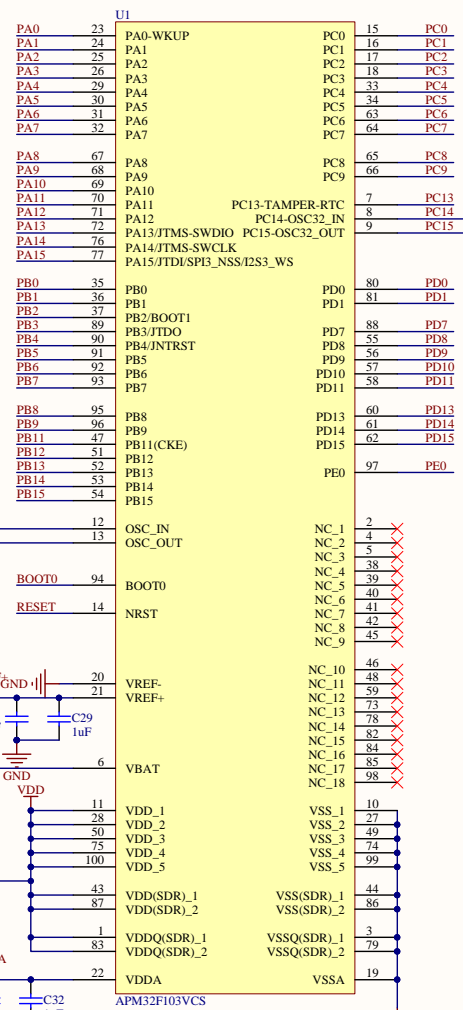 U1
PA0 23 PA0-WKUP PC0 15 PC0
PA1 24 PA1 PC1 16 PC1
PA2 25 PA2 PC2 17 PC2
PA3 26 PA3 PC3 18 PC3
PA4 29 PA4 PC4 33 PC4
PA5 30 PA5 PC5 34 PC5
PA6 31 PA6 PC6 63 PC6
PA7 32 PA7 PC7 64 PC7
PA8 67 PA8 PC8 65 PC8
PA9 68 PA9 PC9 66 PC9
PA10 69 PA10
PA11 70 PA11 PC13-TAMPER-RTC 7 PC13
PA12 71 PA12 PC14-OSC32_IN 8 PC14
PA13 72 PA13/JTMS-SWDIO PC15-OSC32_OUT 9 PC15
PA14 76 PA14/JTMS-SWCLK
PA15 77 PA15/JTDI/SPI3_NSS/I2S3_WS
PB0 35 PB0 PD0 80 PD0
PB1 36 PB1 PD1 81 PD1
PB2 37 PB2/BOOT1
PB3 89 PB3/JTDO PD7 88 PD7
PB4 90 PB4/JNTRST PD8 55 PD8
PB5 91 PB5 PD9 56 PD9
PB6 92 PB6 PD10 57 PD10
PB7 93 PB7 PD11 58 PD11
PB8 95 PB8 PD13 60 PD13
PB9 96 PB9 PD14 61 PD14
PB11 47 PB11(CKE) PD15 62 PD15
PB12 51 PB12
PB13 52 PB13 PE0 97 PE0
PB14 53 PB14
PB15 54 PB15
12 OSC_IN NC_1 2
13 OSC_OUT NC_2 4
NC_3 5
NC_4 38
BOOT0 94 BOOT0 NC_5 39
NC_6 40
RESET 14 NRST NC_7 41
NC_8 42
NC_9 45
NC_10 46
GND 20 VREF- NC_11 48
21 VREF+ NC_12 59
C29 NC_13 73
1uF NC_14 78
NC_15 82
NC_16 84
GND 6 VBAT NC_17 85
NC_18 98
VDD
11 VDD_1 VSS_1 10
28 VDD_2 VSS_2 27
50 VDD_3 VSS_3 49
75 VDD_4 VSS_4 74
100 VDD_5 VSS_5 99
43 VDD(SDR)_1 VSS(SDR)_1 44
87 VDD(SDR)_2 VSS(SDR)_2 86
1 VDDQ(SDR)_1 VSSQ(SDR)_1 3
83 VDDQ(SDR)_2 VSSQ(SDR)_2 79
A
22 VDDA VSSA 19
C32 APM32F103VCS